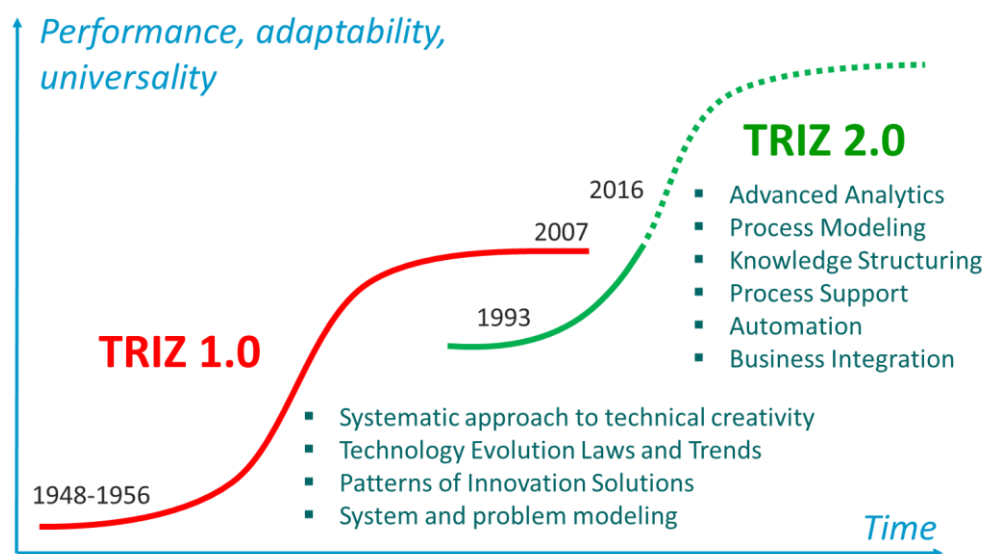 Performance, adaptability,
universality
TRIZ 2.0
2016
Advanced Analytics
2007
Process Modeling
Knowledge Structuring
Process Support
1993
Automation
TRIZ 1.0
Business Integration
Systematic approach to technical creativity
Technology Evolution Laws and Trends
Patterns of Innovation Solutions
1948-1956
System and problem modeling
Time